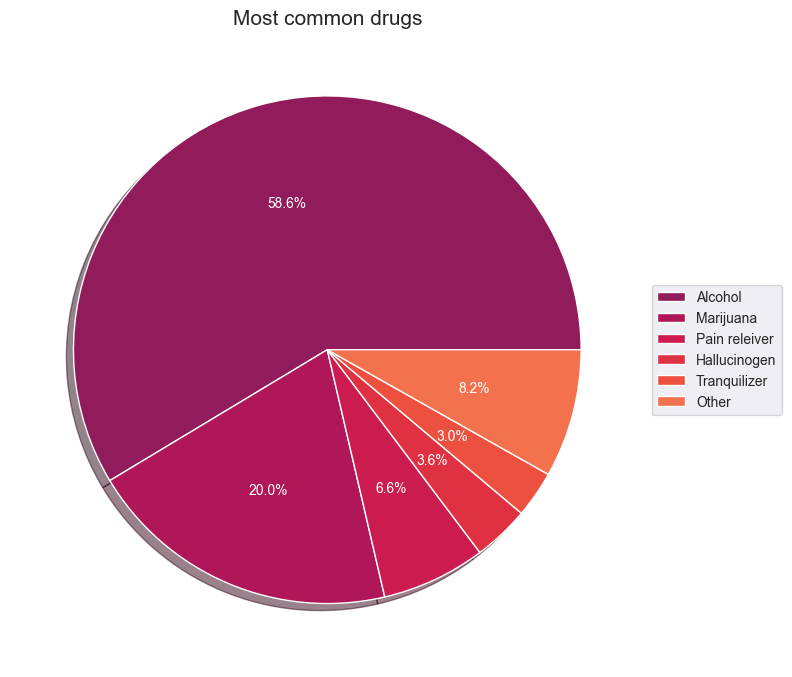 Most common drugs
58.6%
20.0%
6.6%
3.6%
3.0%
8.2%
Alcohol
Marijuana
Pain releiver
Hallucinogen
Tranquilizer
Other